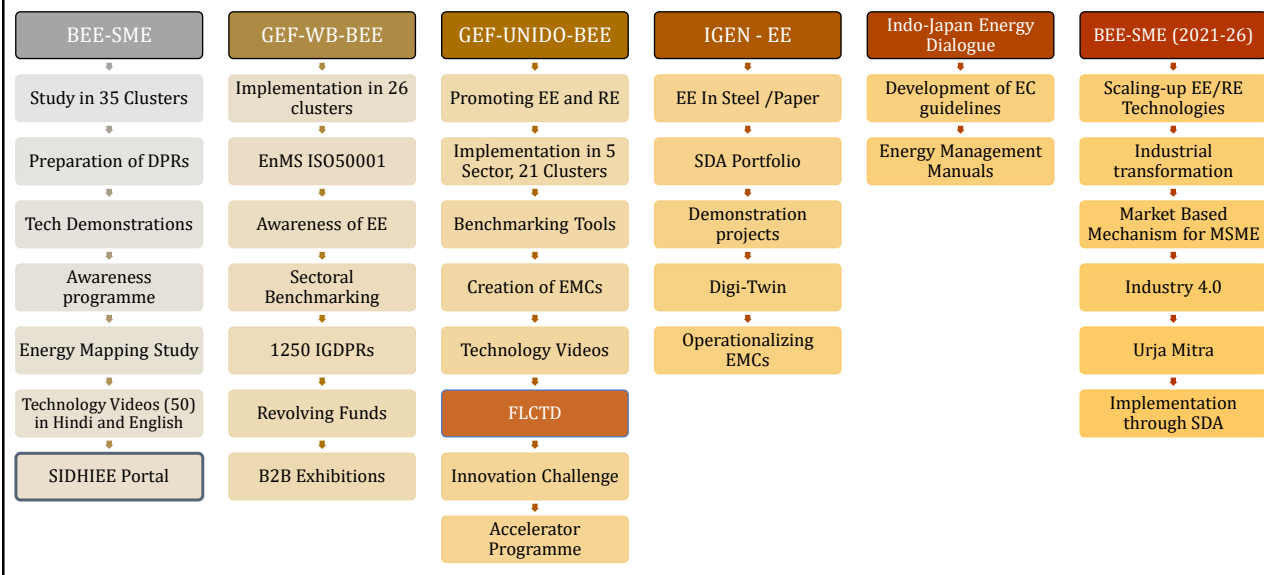 BEE-SME
Study in 35 Clusters
Preparation of DPRs
Tech Demonstrations
Awareness
programme
Energy Mapping Study
Technology Videos (50)
in Hindi and English
SIDHIEE Portal
GEF-WB-BEE
Implementation in 26
clusters
EnMS ISO50001
Awareness of EE
Sectoral
Benchmarking
1250 IGDPRs
Revolving Funds
B2B Exhibitions
GEF-UNIDO-BEE
Promoting EE and RE
Implementation in 5
Sector, 21 Clusters
Benchmarking Tools
Creation of EMCs
Technology Videos
FLCTD
Innovation Challenge
Accelerator
Programme
IGEN - EE
EE In Steel /Paper
SDA Portfolio
Demonstration
projects
Digi-Twin
Operationalizing
EMCs
Indo-Japan Energy
Dialogue
Development of EC
guidelines
Energy Management
Manuals
BEE-SME (2021-26)
Scaling-up EE/RE
Technologies
Industrial
transformation
Market Based
Mechanism for MSME
Industry 4.0
Urja Mitra
Implementation
through SDA